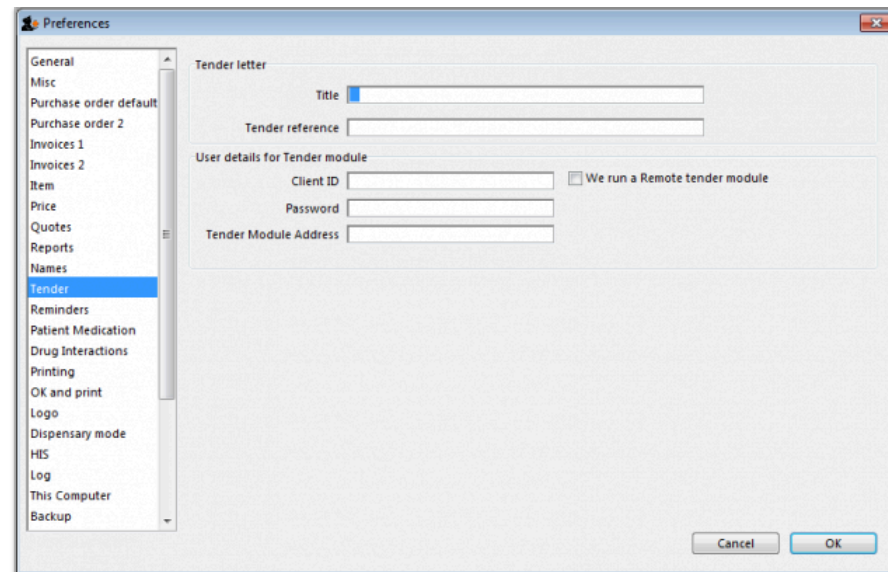 Preferences
General
Misc
Purchase order default
Purchase order 2
Invoices 1
Invoices 2
Item
Price
Quotes
Reports
Names
Tender
Reminders
Patient Medication
Drug Interactions
Printing
OK and print
Logo
Dispensary mode
HIS
Log
This Computer
Backup
Tender letter
Title
Tender reference
User details for Tender module
Client ID
We run a Remote tender module
Password
Tender Module Address
Cancel
OK